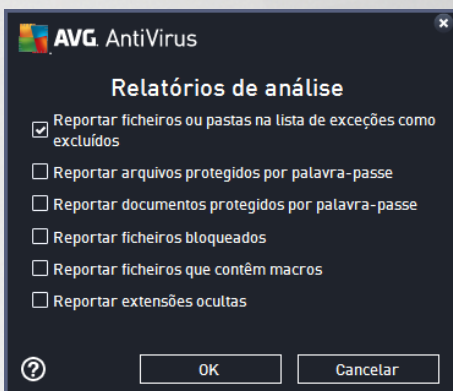 AVG. AntiVirus
Relatórios de análise
Reportar ficheiros ou pastas na lista de exceções como
excluídos
Reportar arquivos protegidos por palavra-passe
Reportar documentos protegidos por palavra-passe
Reportar ficheiros bloqueados
Reportar ficheiros que contêm macros
Reportar extensões ocultas
?
OK
Cancelar